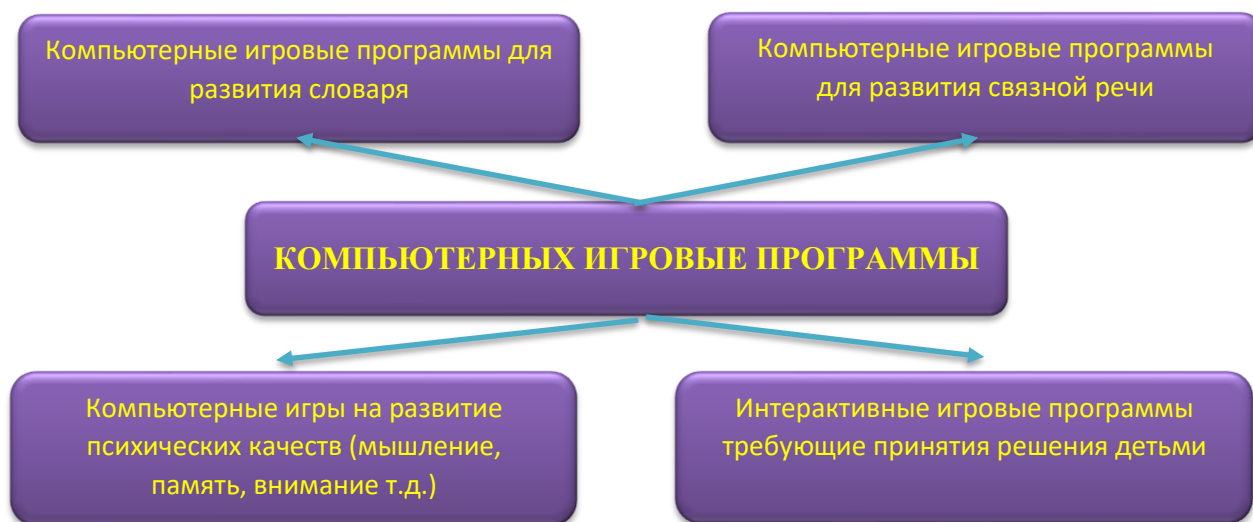 Компьютерные игровые программы для
развития словаря
Компьютерные игровые программы
для развития связной речи
КОМПЬЮТЕРНЫХ ИГРОВЫЕ ПРОГРАММЫ
Компьютерные игры на развитие
психических качеств (мышление,
память, внимание т.д.)
Интерактивные игровые программы
требующие принятия решения детьми